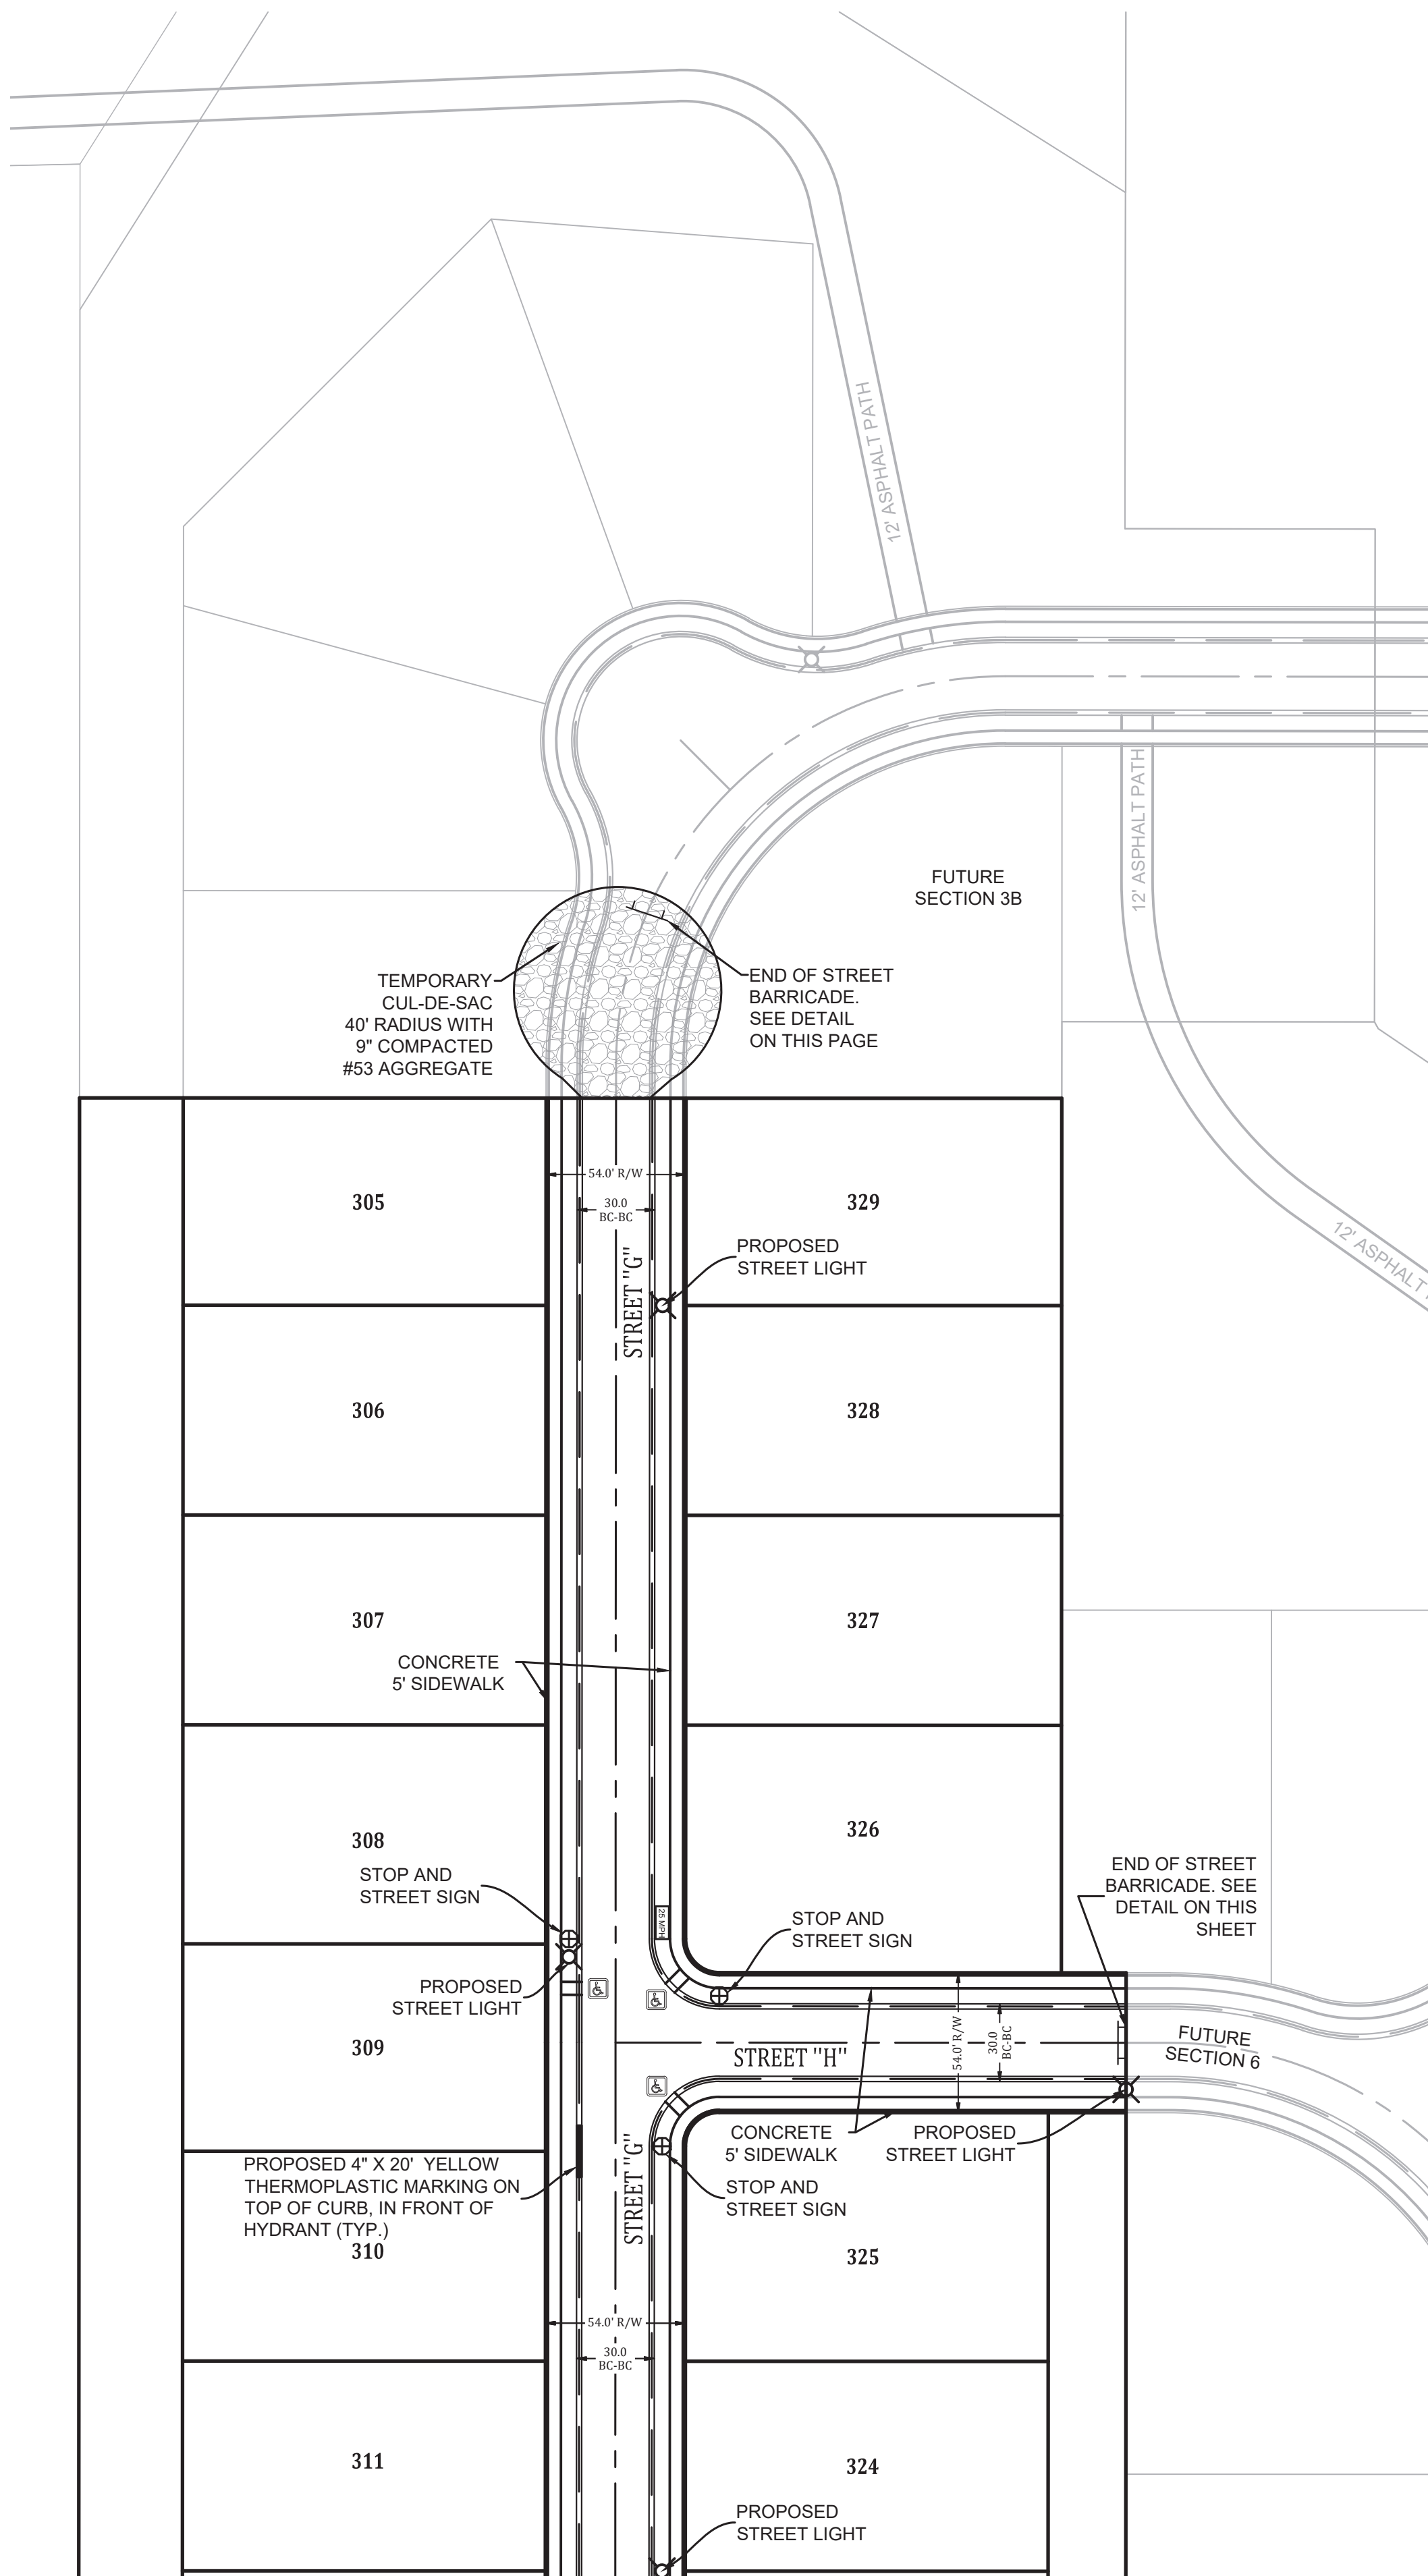 12' ASPHALT PATH
12' ASPHALT PATH
FUTURE
SECTION 3B
TEMPORARY
CUL-DE-SAC
40' RADIUS WITH
9" COMPACTED
#53 AGGREGATE
END OF STREET
BARRICADE.
SEE DETAIL
ON THIS PAGE
54.0' R/W
305
329
30.0
BC-BC
PROPOSED
STREET LIGHT
STREET "G"
12' ASPHALT
306
328
307
327
CONCRETE
5' SIDEWALK
308
326
STOP AND
STREET SIGN
25 MPH
STOP AND
STREET SIGN
END OF STREET
BARRICADE. SEE
DETAIL ON THIS
SHEET
PROPOSED
STREET LIGHT
309
STREET "H"
54.0' R/W
30.0
BC-BC
FUTURE
SECTION 6
CONCRETE
5' SIDEWALK
PROPOSED
STREET LIGHT
PROPOSED 4" X 20' YELLOW
THERMOPLASTIC MARKING ON
TOP OF CURB, IN FRONT OF
HYDRANT (TYP.)
STREET "G"
STOP AND
STREET SIGN
310
325
54.0' R/W
30.0
BC-BC
311
324
PROPOSED
STREET LIGHT